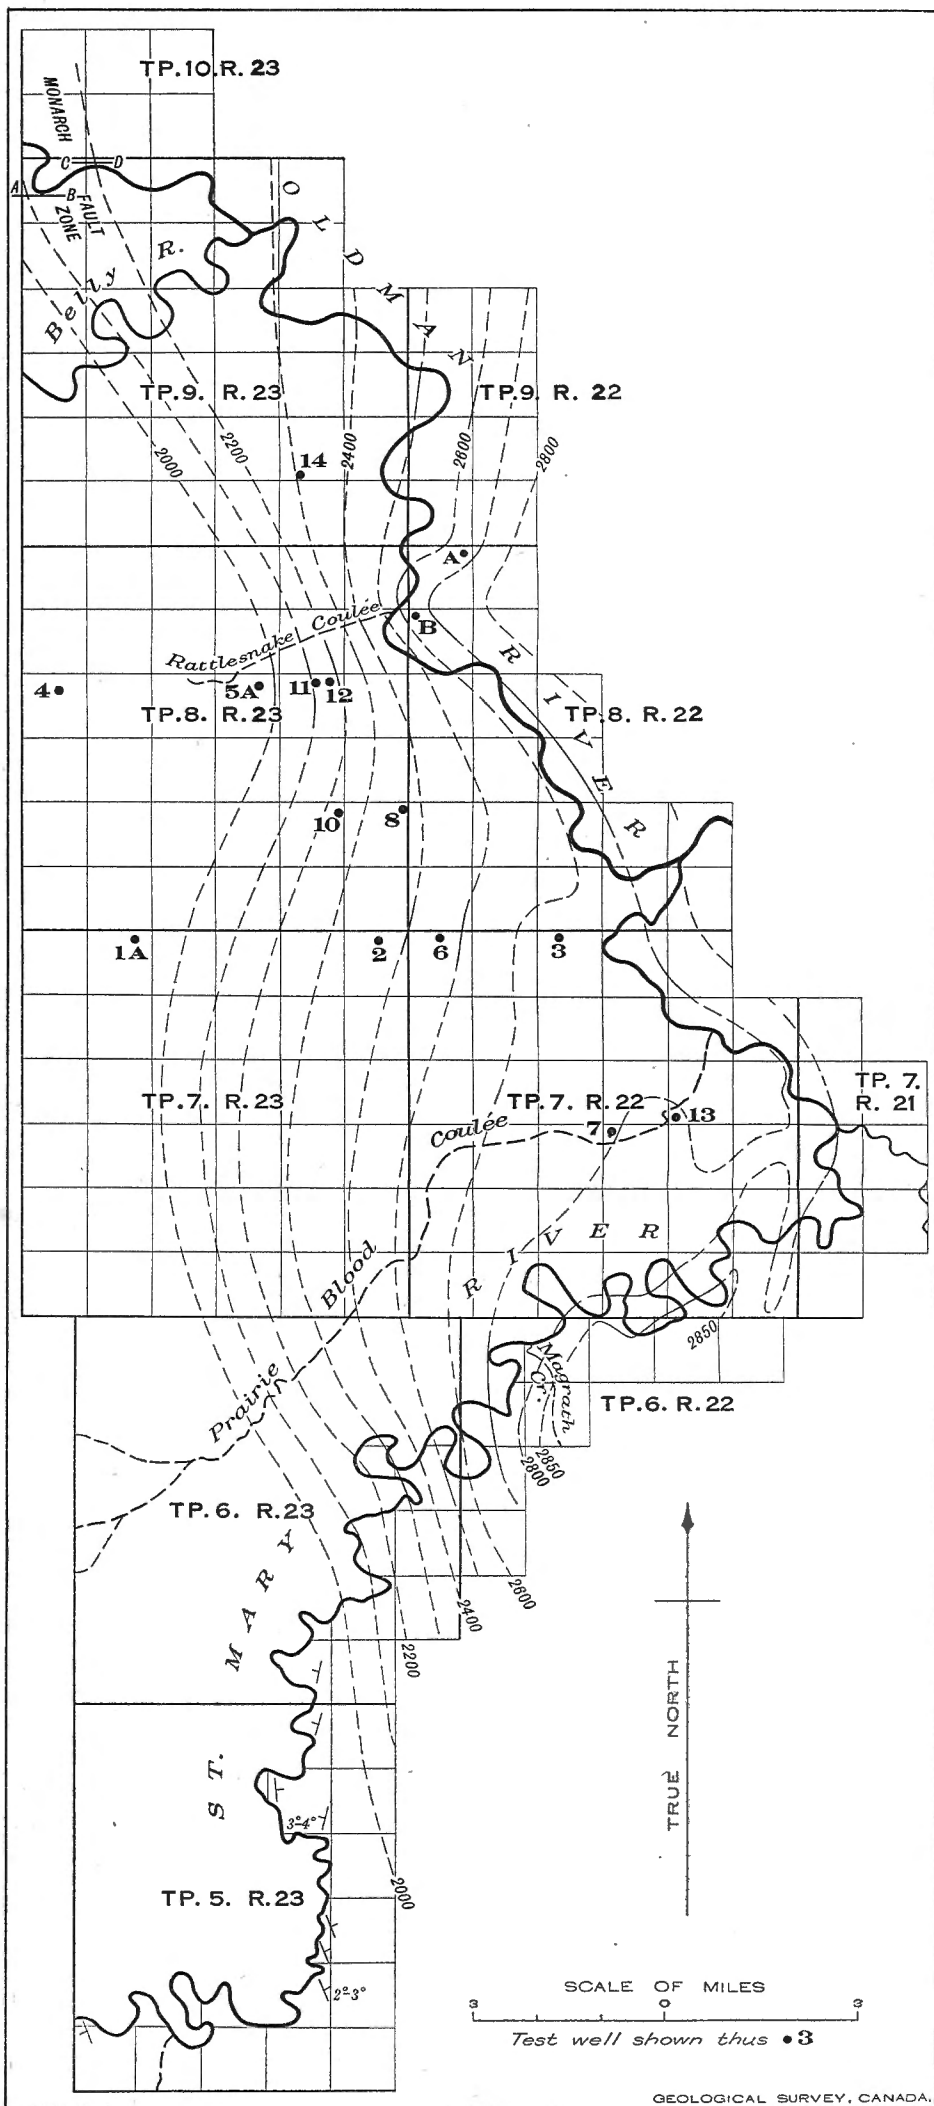 TP.10.R.23
MONARCH
FAULT
ZONE
C D
A B
OLDMAN
RIVER
Belly R.
TP.9. R.23
TP.9. R.22
2000
2200
2400
2600
2800
14
A
B
Rattlesnake Coulée
4
5A
11
12
TP.8. R.23
TP.8. R.22
10
8
1A
2
6
3
TP.7. R.23
TP.7. R.22
TP. 7.
R. 21
7
13
Prairie Blood Coulée
ST. MARY RIVER
2850
Magrath
Cr.
TP.6. R.22
2850
2800
TP.6. R.23
2600
2400
2200
3°-4°
TP.5. R.23
2000
2°-3°
TRUE NORTH
SCALE OF MILES
3 0 3
Test well shown thus •3
GEOLOGICAL SURVEY, CANADA.